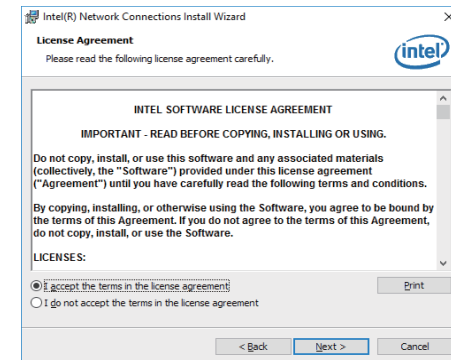 Intel(R) Network Connections Install Wizard
License Agreement
Please read the following license agreement carefully.
intel
INTEL SOFTWARE LICENSE AGREEMENT
IMPORTANT - READ BEFORE COPYING, INSTALLING OR USING.
Do not copy, install, or use this software and any associated materials
(collectively, the "Software") provided under this license agreement
("Agreement") until you have carefully read the following terms and conditions.
By copying, installing, or otherwise using the Software, you agree to be bound by
the terms of this Agreement. If you do not agree to the terms of this Agreement,
do not copy, install, or use the Software.
LICENSES:
I accept the terms in the license agreement
Print
I do not accept the terms in the license agreement
< Back
Next >
Cancel